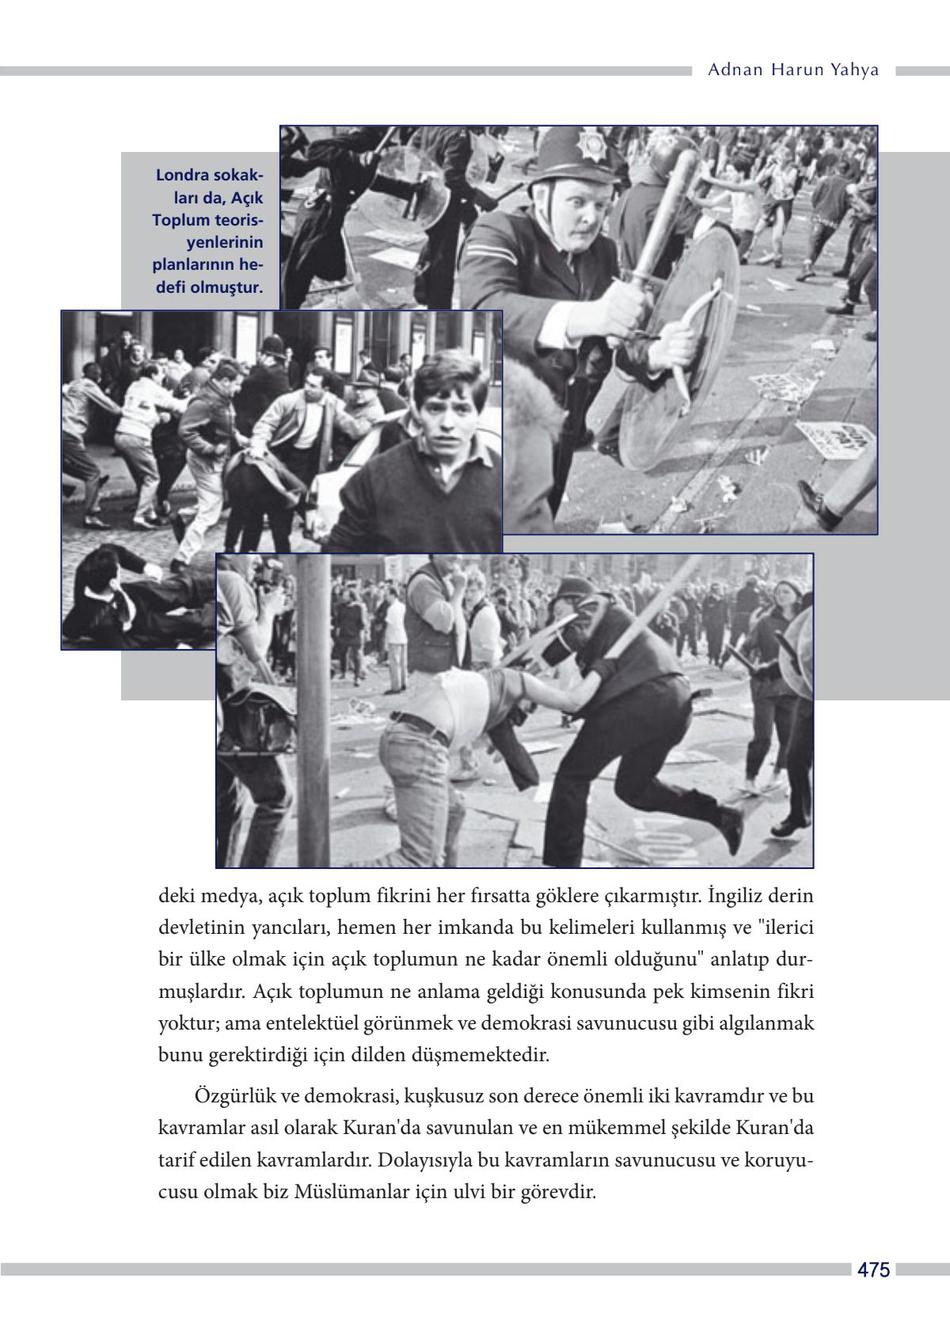 Adnan Harun Yahya
Londra sokak-
ları da, Açık
Toplum teoris-
yenlerinin
planlarının he-
defi olmuştur.
deki medya, açık toplum fikrini her fırsatta göklere çıkarmıştır. İngiliz derin
devletinin yancıları, hemen her imkanda bu kelimeleri kullanmış ve "ilerici
bir ülke olmak için açık toplumun ne kadar önemli olduğunu" anlatıp dur-
muşlardır. Açık toplumun ne anlama geldiği konusunda pek kimsenin fikri
yoktur; ama entelektüel görünmek ve demokrasi savunucusu gibi algılanmak
bunu gerektirdiği için dilden düşmemektedir.
Özgürlük ve demokrasi, kuşkusuz son derece önemli iki kavramdır ve bu
kavramlar asıl olarak Kuran'da savunulan ve en mükemmel şekilde Kuran'da
tarif edilen kavramlardır. Dolayısıyla bu kavramların savunucusu ve koruyu-
cusu olmak biz Müslümanlar için ulvi bir görevdir.
475